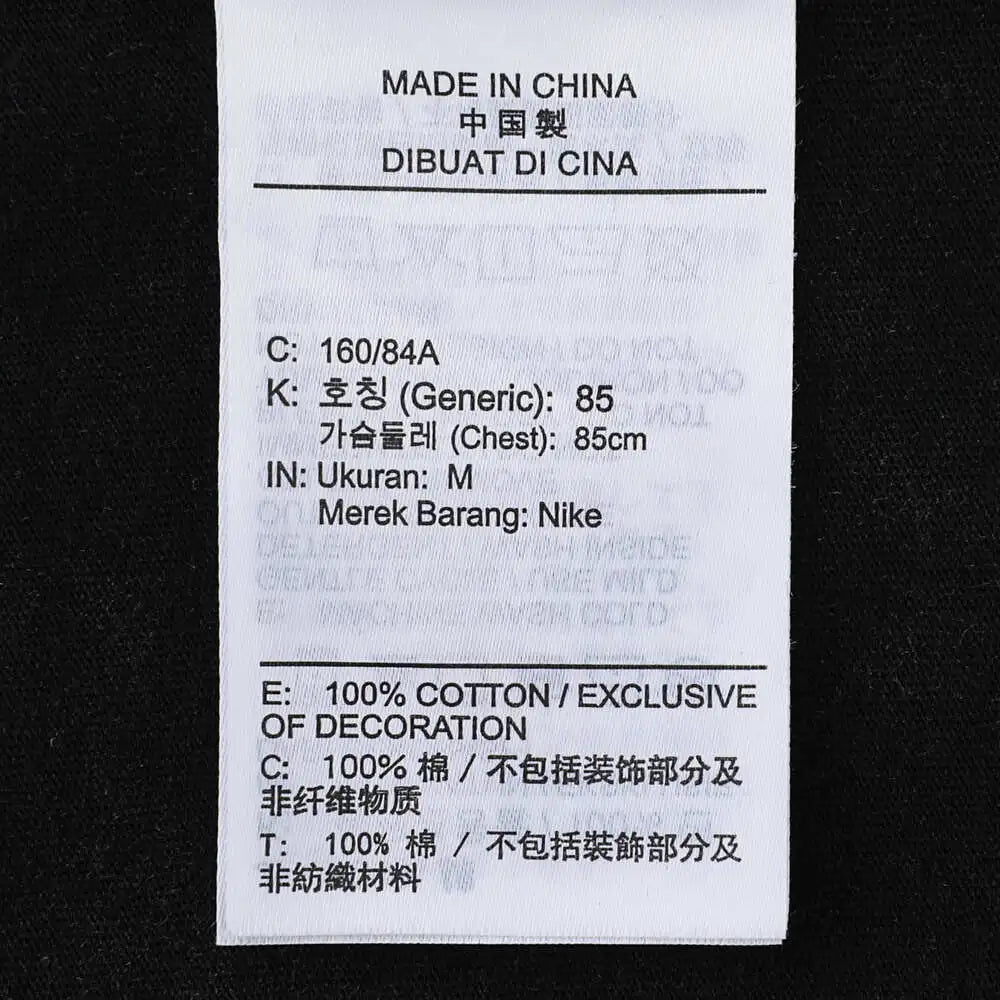 MADE IN CHINA
中国製
DIBUAT DI CINA
C: 160/84A
K: 호칭 (Generic): 85
가슴둘레 (Chest): 85cm
IN: Ukuran: M
Merek Barang: Nike
E: 100% COTTON / EXCLUSIVE
OF DECORATION
C: 100% 棉 / 不包括装饰部分及
非纤维物质
T: 100% 棉 / 不包括裝飾部分及
非紡織材料